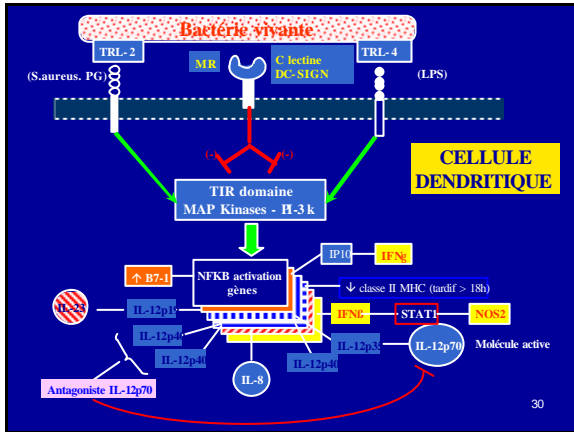 Bactérie vivante
TRL- 2
TRL- 4
MR
C lectine
DC-SIGN
(S.aureus. PG)
(LPS)
(-)
(-)
CELLULE
DENDRITIQUE
TIR domaine
MAP Kinases - PI-3 k
IP10
IFNg
↑ B7-1
NFKB activation
gènes
↓ classe II MHC (tardif > 18h)
IL-23
IL-12p19
IFNß
STAT1
NOS2
IL-12p40
IL-12p35
IL-12p70
Molécule active
IL-12p40
IL-12p40
IL-8
Antagoniste IL-12p70
30